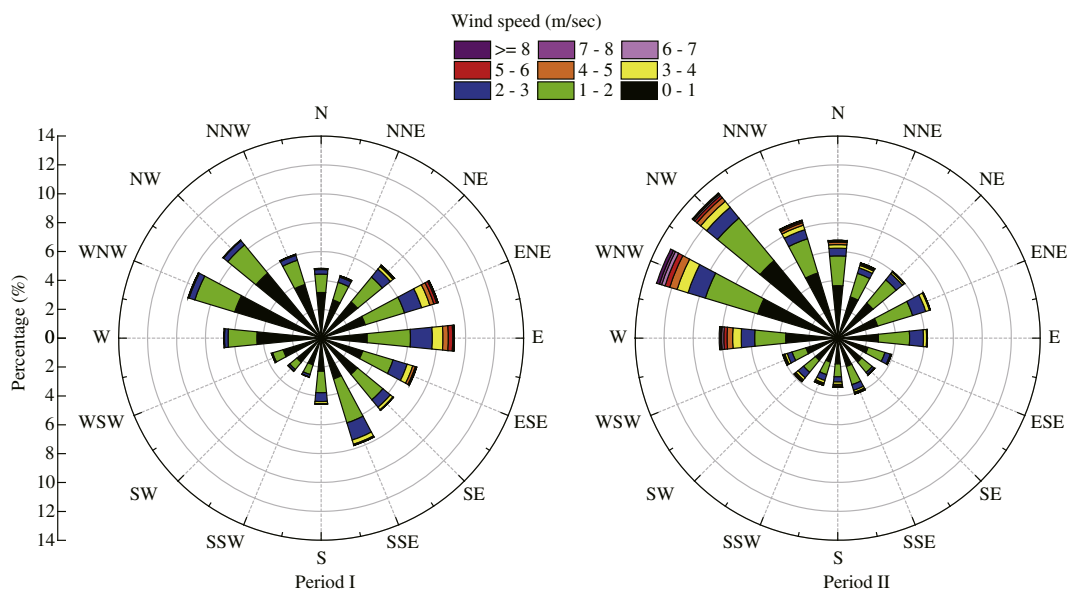 Wind speed (m/sec)
>= 8 7 - 8 6 - 7
5 - 6 4 - 5 3 - 4
2 - 3 1 - 2 0 - 1
Percentage (%)
14
12
10
8
6
4
2
0
2
4
6
8
10
12
14
N
NNE
NE
ENE
E
ESE
SE
SSE
S
SSW
SW
WSW
W
WNW
NW
NNW
Period I
N
NNE
NE
ENE
E
ESE
SE
SSE
S
SSW
SW
WSW
W
WNW
NW
NNW
Period II